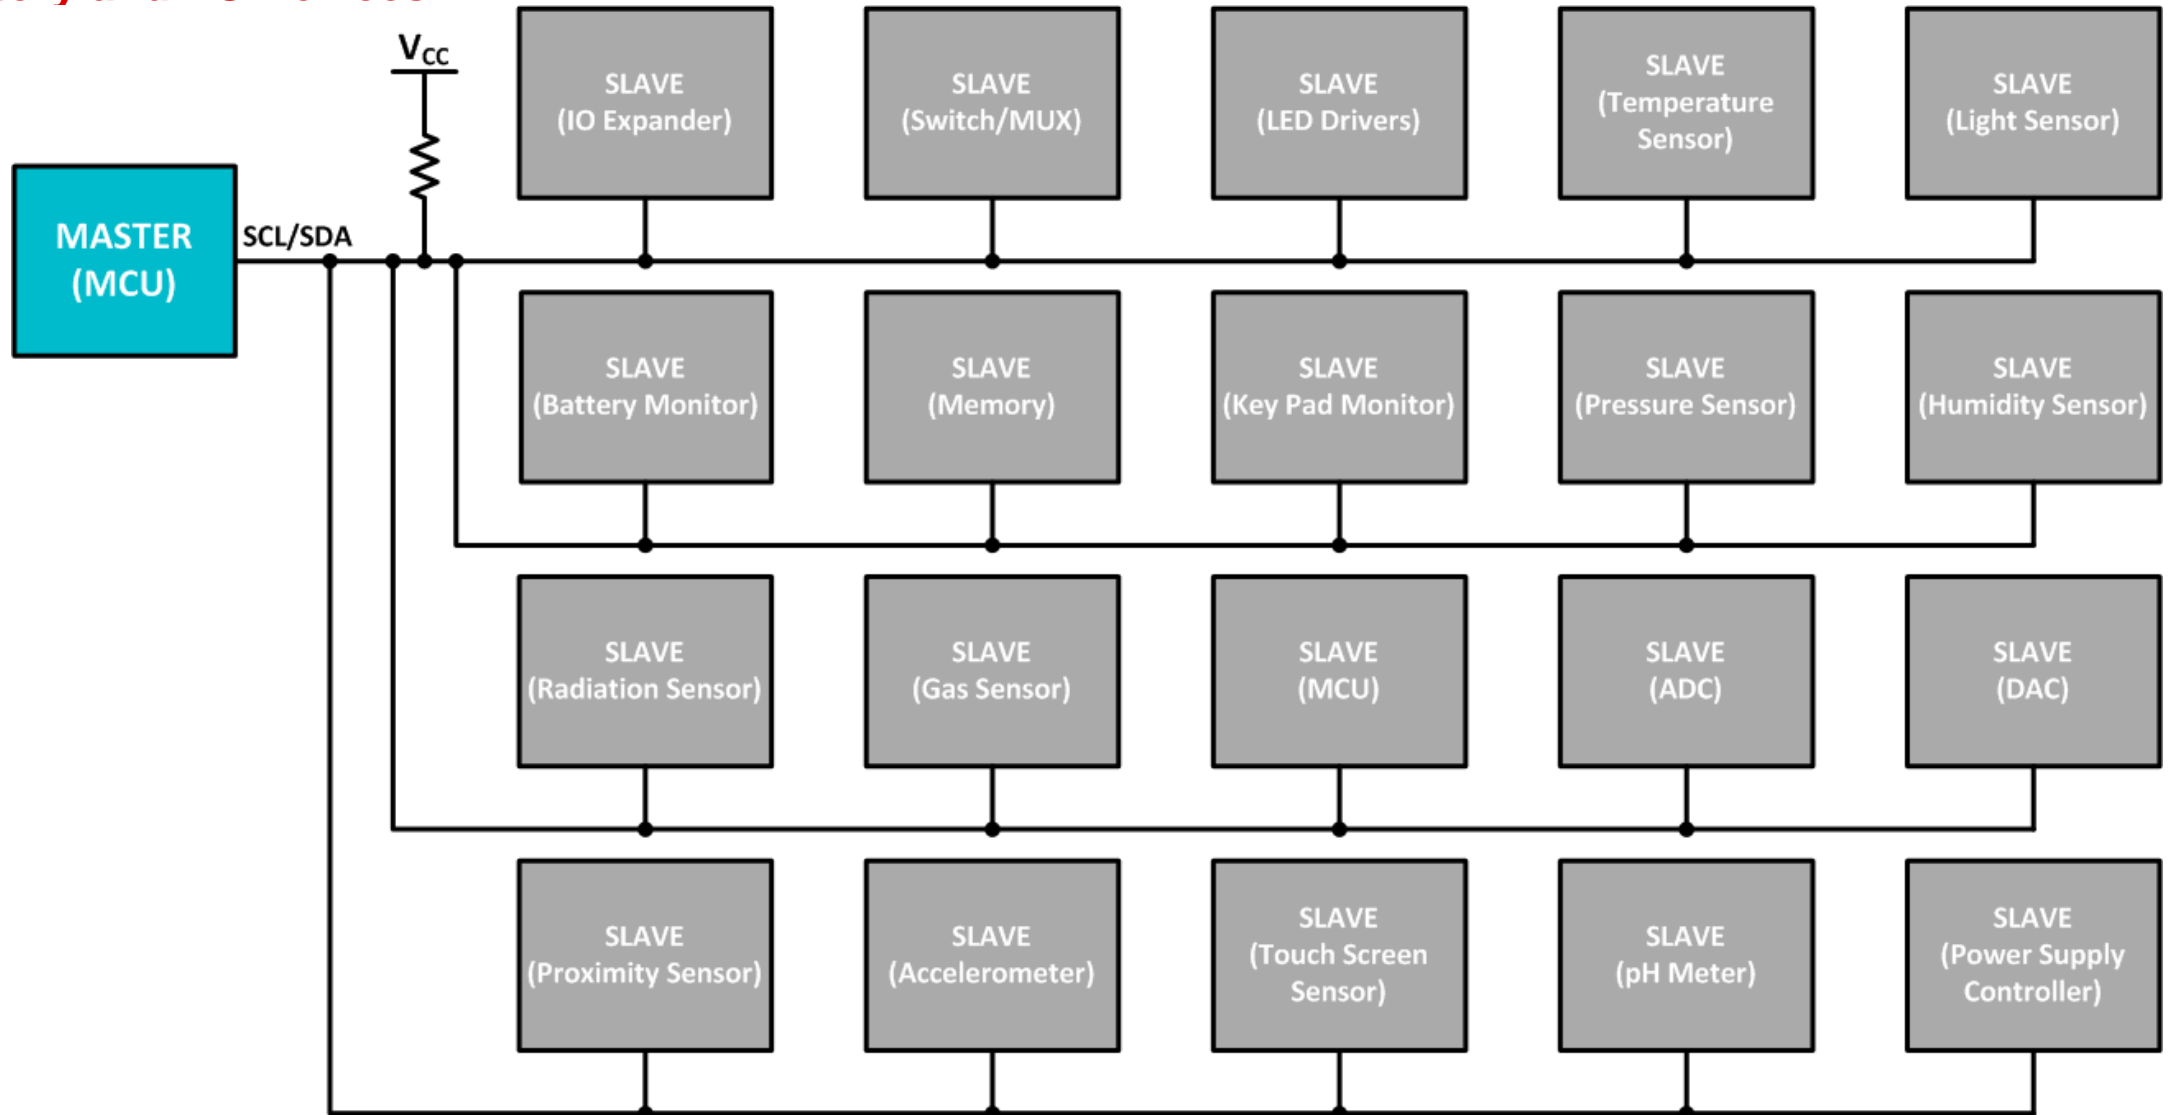 V_CC
SLAVE
(IO Expander)
SLAVE
(Switch/MUX)
SLAVE
(LED Drivers)
SLAVE
(Temperature
Sensor)
SLAVE
(Light Sensor)
MASTER
(MCU)
SCL/SDA
SLAVE
(Battery Monitor)
SLAVE
(Memory)
SLAVE
(Key Pad Monitor)
SLAVE
(Pressure Sensor)
SLAVE
(Humidity Sensor)
SLAVE
(Radiation Sensor)
SLAVE
(Gas Sensor)
SLAVE
(MCU)
SLAVE
(ADC)
SLAVE
(DAC)
SLAVE
(Proximity Sensor)
SLAVE
(Accelerometer)
SLAVE
(Touch Screen
Sensor)
SLAVE
(pH Meter)
SLAVE
(Power Supply
Controller)